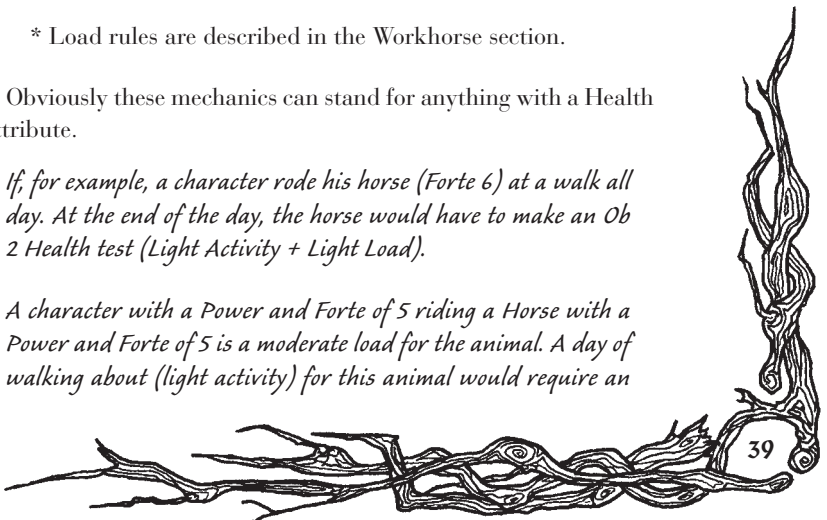 * Load rules are described in the Workhorse section.
Obviously these mechanics can stand for anything with a Health
ttribute.
If, for example, a character rode his horse (Forte 6) at a walk all
day. At the end of the day, the horse would have to make an Ob
2 Health test (Light Activity + Light Load).
A character with a Power and Forte of 5 riding a Horse with a
Power and Forte of 5 is a moderate load for the animal. A day of
walking about (light activity) for this animal would require an
39